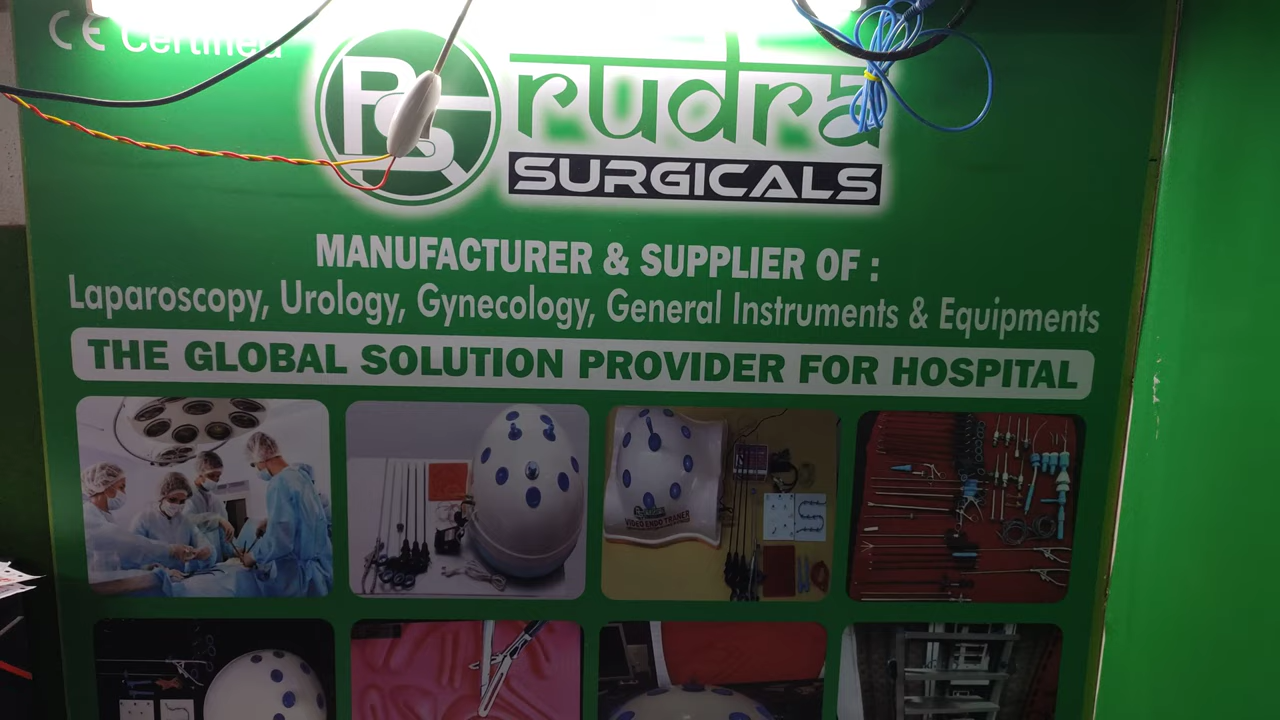 CE Certified
RS
rudra
SURGICALS
MANUFACTURER & SUPPLIER OF :
Laparoscopy, Urology, Gynecology, General Instruments & Equipments
THE GLOBAL SOLUTION PROVIDER FOR HOSPITAL
VIDEO ENDO TRANER